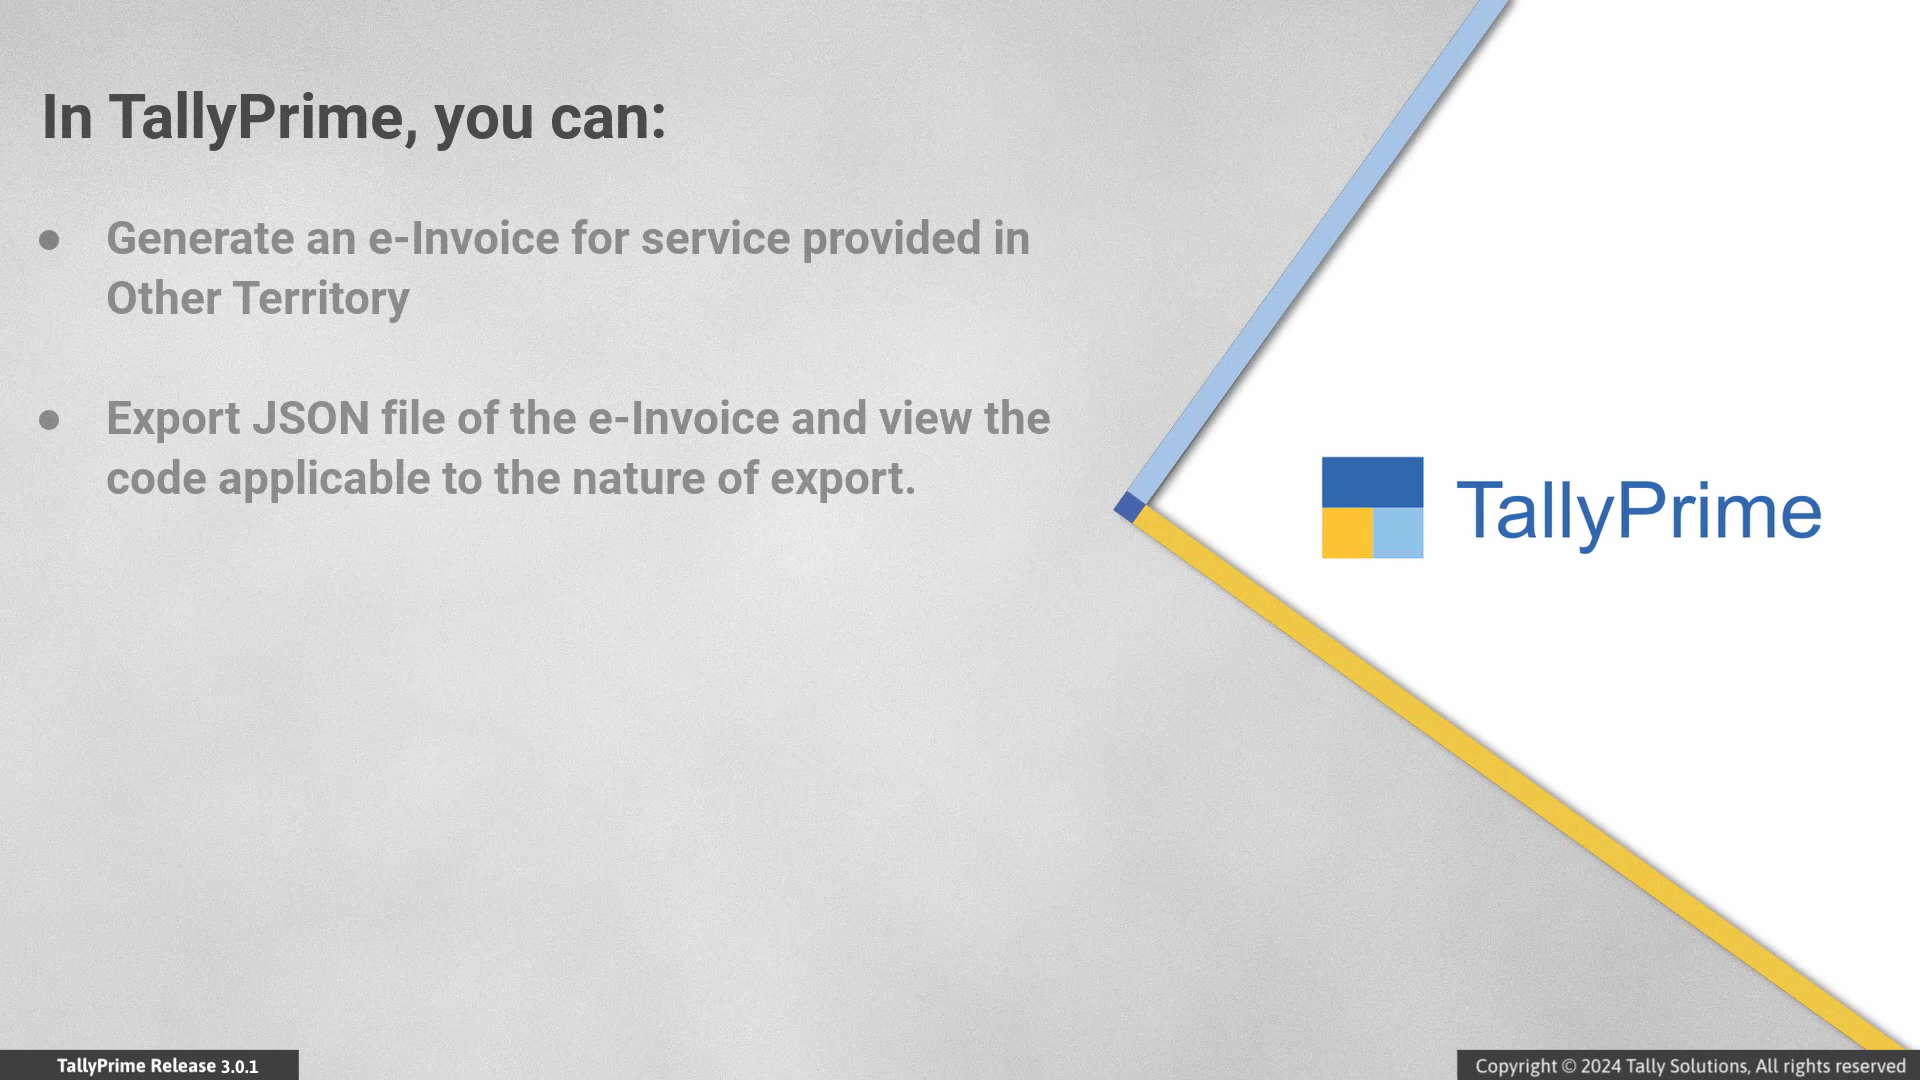 In TallyPrime, you can:
● Generate an e-Invoice for service provided in
Other Territory
● Export JSON file of the e-Invoice and view the
code applicable to the nature of export.
TallyPrime
TallyPrime Release 3.0.1
Copyright © 2024 Tally Solutions, All rights reserved